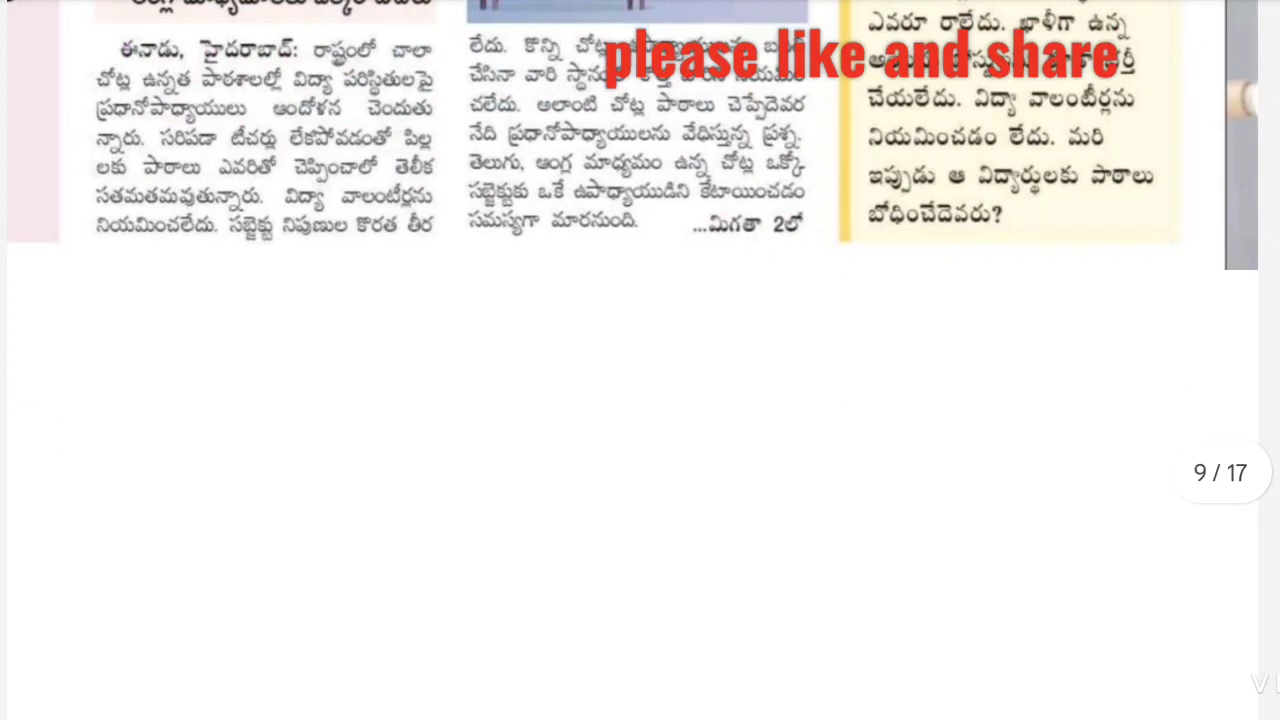 ఈనాడు, హైదరాబాద్: రాష్ట్రంలో చాలా
చోట్ల ఉన్నత పాఠశాలల్లో విద్యా పరిస్థితులపై
ప్రధానోపాధ్యాయులు ఆందోళన చెందుతు
న్నారు. సరిపడా టీచర్లు లేకపోవడంతో పిల్ల
లకు పాఠాలు ఎవరితో చెప్పించాలో తెలీక
సతమతమవుతున్నారు. విద్యా వాలంటీర్లను
నియమించలేదు. సబ్జెక్టు నిపుణుల కొరత తీర
లేదు. కొన్ని చోట్ల
చేసినా వారి
చలేదు. అలాంటి చోట్ల పాఠాలు చెప్పేదెవర
నేది ప్రధానోపాధ్యాయులను వేధిస్తున్న ప్రశ్న.
తెలుగు, ఆంగ్ల మాధ్యమం ఉన్న చోట్ల ఒక్కో
సబ్జెక్టుకు ఒకే ఉపాధ్యాయుడిని కేటాయించడం
సమస్యగా మారనుంది. ...మిగతా 2లో
ఎవరూ రాలేదు. ఖాళీగా ఉన్న
చేయలేదు. విద్యా వాలంటీర్లను
నియమించడం లేదు. మరి
ఇప్పుడు ఆ విద్యార్థులకు పాఠాలు
బోధించేదెవరు?
please like and share
9 / 17